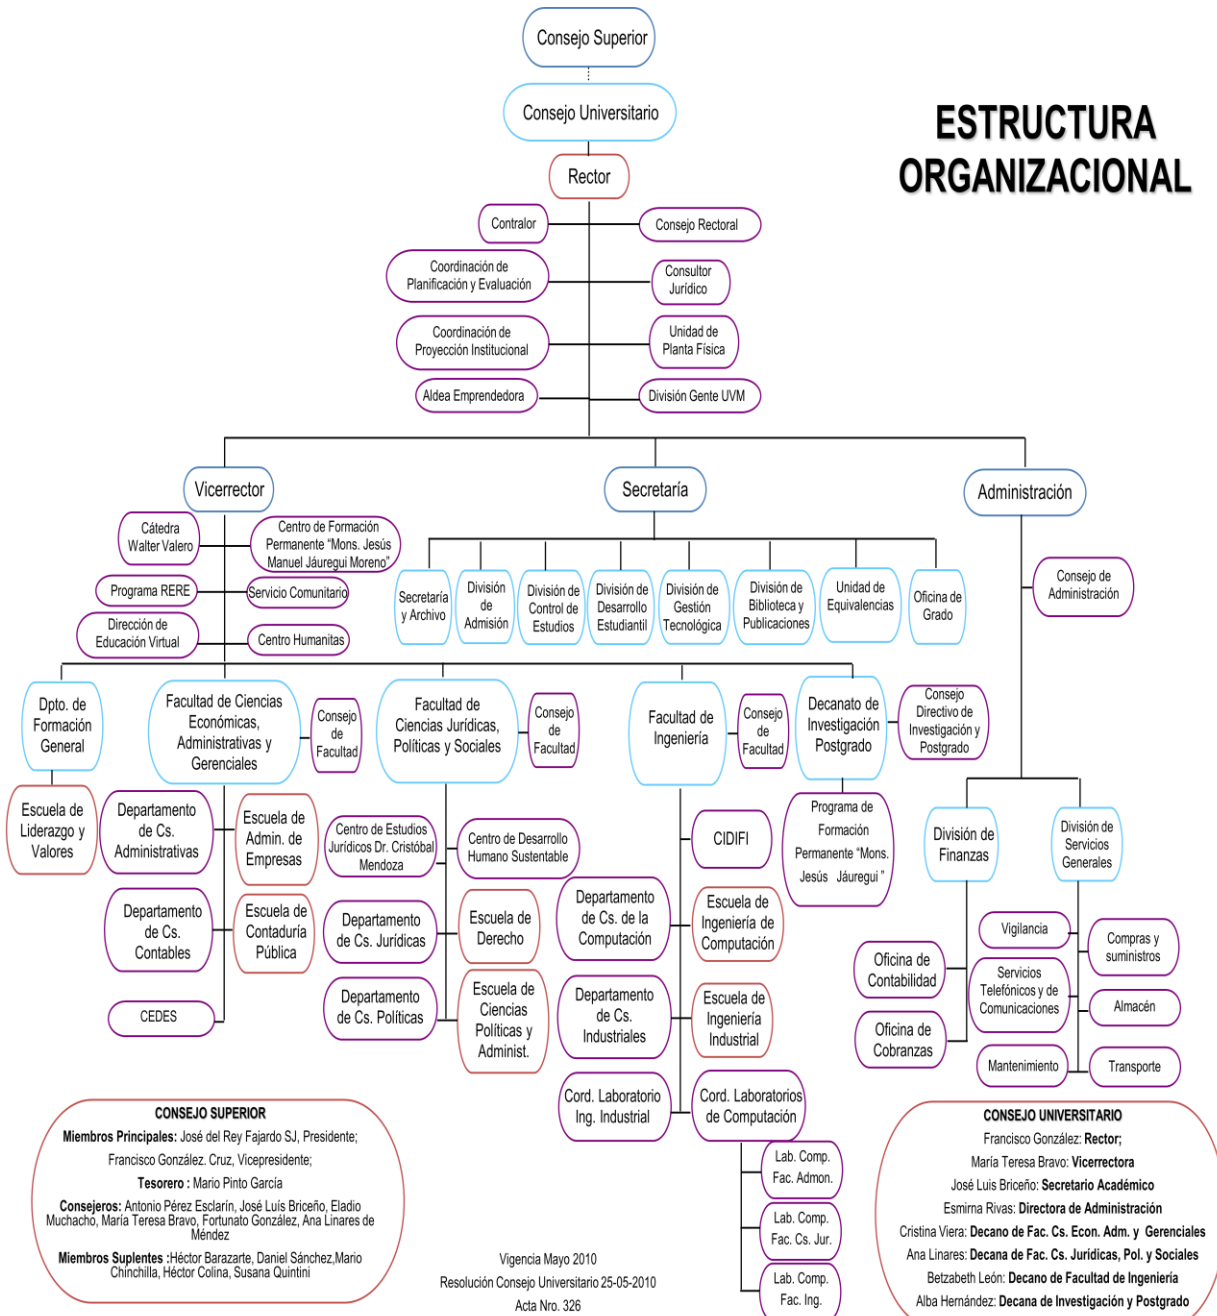 Consejo Superior
Consejo Universitario
ESTRUCTURA
ORGANIZACIONAL
Rector
Contralor
Consejo Rectoral
Coordinación de
Planificación y Evaluación
Consultor
Jurídico
Coordinación de
Proyección Institucional
Unidad de
Planta Física
Aldea Emprendedora
División Gente UVM
Vicerrector
Secretaría
Administración
Cátedra
Walter Valero
Centro de Formación
Permanente “Mons. Jesús
Manuel Jáuregui Moreno”
Programa RERE
Servicio Comunitario
Dirección de
Educación Virtual
Centro Humanitas
Secretaría
y Archivo
División
de
Admisión
División de
Control de
Estudios
División de
Desarrollo
Estudiantil
División de
Gestión
Tecnológica
División de
Biblioteca y
Publicaciones
Unidad de
Equivalencias
Oficina de
Grado
Consejo de
Administración
Dpto. de
Formación
General
Facultad de Ciencias
Económicas,
Administrativas y
Gerenciales
Consejo
de
Facultad
Facultad de
Ciencias Jurídicas,
Políticas y Sociales
Consejo
de
Facultad
Facultad de
Ingeniería
Consejo
de
Facultad
Decanato de
Investigación
Postgrado
Consejo
Directivo de
Investigación y
Postgrado
Escuela de
Liderazgo y
Valores
Departamento
de Cs.
Administrativas
Escuela de
Admin. de
Empresas
Departamento
de Cs.
Contables
Escuela de
Contaduría
Pública
CEDES
Centro de Estudios
Jurídicos Dr. Cristóbal
Mendoza
Centro de Desarrollo
Humano Sustentable
Departamento
de Cs. Jurídicas
Escuela de
Derecho
Departamento
de Cs. Políticas
Escuela de
Ciencias
Políticas y
Administ.
CIDIFI
Departamento
de Cs. de la
Computación
Escuela de
Ingeniería de
Computación
Departamento
de Cs.
Industriales
Escuela de
Ingeniería
Industrial
Cord. Laboratorio
Ing. Industrial
Cord. Laboratorios
de Computación
Lab. Comp.
Fac. Admon.
Lab. Comp.
Fac. Cs. Jur.
Lab. Comp.
Fac. Ing.
Programa de
Formación
Permanente “Mons.
Jesús Jáuregui ”
División de
Finanzas
División de
Servicios
Generales
Oficina de
Contabilidad
Oficina de
Cobranzas
Vigilancia
Compras y
suministros
Servicios
Telefónicos y de
Comunicaciones
Almacén
Mantenimiento
Transporte
CONSEJO SUPERIOR
Miembros Principales: José del Rey Fajardo SJ, Presidente;
Francisco González. Cruz, Vicepresidente;
Tesorero : Mario Pinto García
Consejeros: Antonio Pérez Esclarín, José Luís Briceño, Eladio
Muchacho, María Teresa Bravo, Fortunato González, Ana Linares de
Méndez
Miembros Suplentes :Héctor Barazarte, Daniel Sánchez,Mario
Chinchilla, Héctor Colina, Susana Quintini
Vigencia Mayo 2010
Resolución Consejo Universitario 25-05-2010
Acta Nro. 326
CONSEJO UNIVERSITARIO
Francisco González: Rector;
María Teresa Bravo: Vicerrectora
José Luis Briceño: Secretario Académico
Esmirna Rivas: Directora de Administración
Cristina Viera: Decano de Fac. Cs. Econ. Adm. y Gerenciales
Ana Linares: Decana de Fac. Cs. Jurídicas, Pol. y Sociales
Betzabeth León: Decano de Facultad de Ingeniería
Alba Hernández: Decana de Investigación y Postgrado